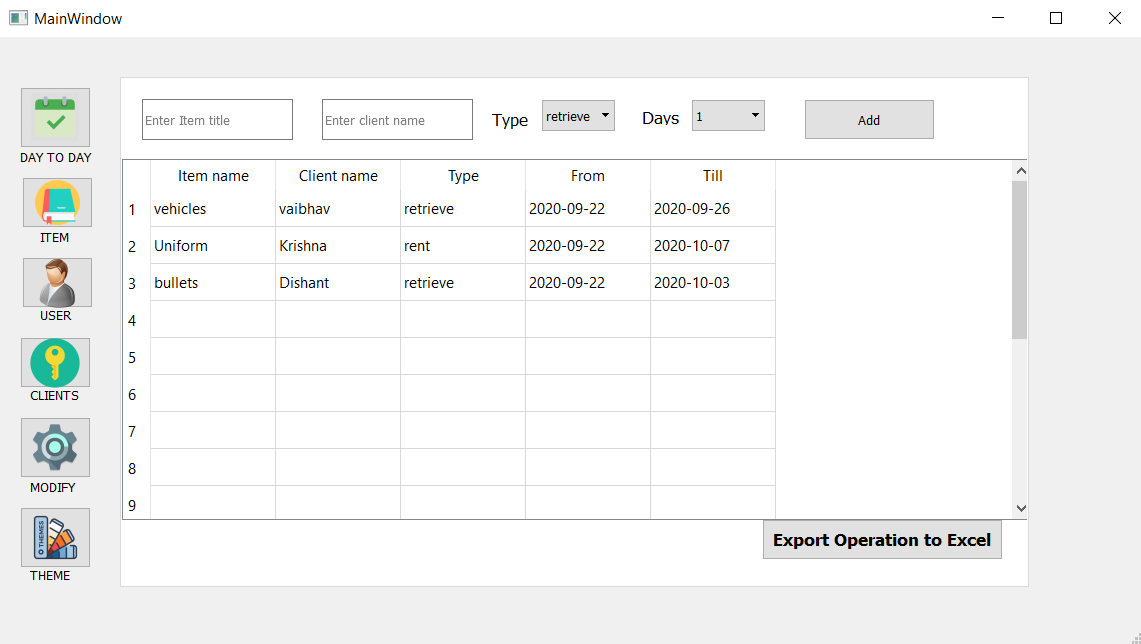 MainWindow
Enter Item title Enter client name Type retrieve Days 1 Add
DAY TO DAY
Item name Client name Type From Till
1 vehicles vaibhav retrieve 2020-09-22 2020-09-26
ITEM
2 Uniform Krishna rent 2020-09-22 2020-10-07
3 bullets Dishant retrieve 2020-09-22 2020-10-03
USER
4
5
CLIENTS
6
7
8
MODIFY
9
THEMES
Export Operation to Excel
THEME